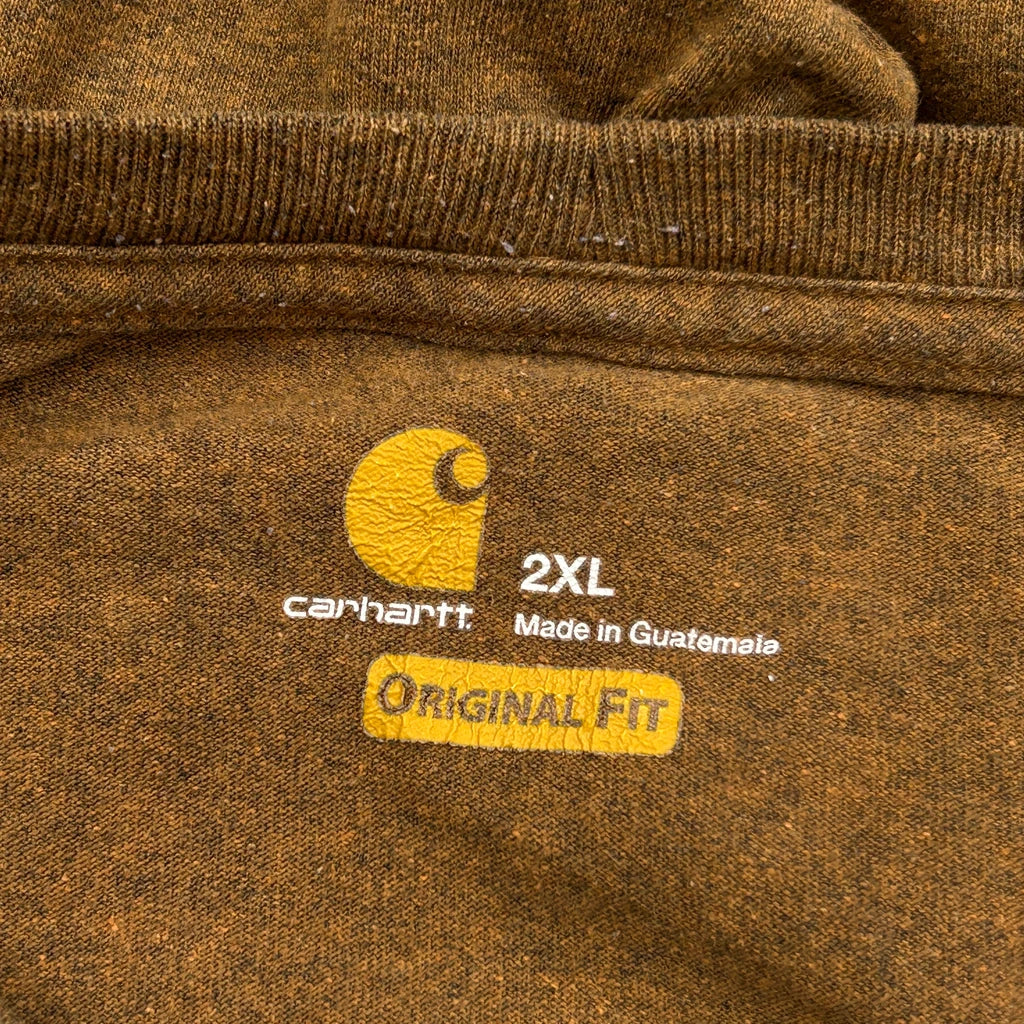 carhartt
2XL
Made in Guatemala
ORIGINAL FIT